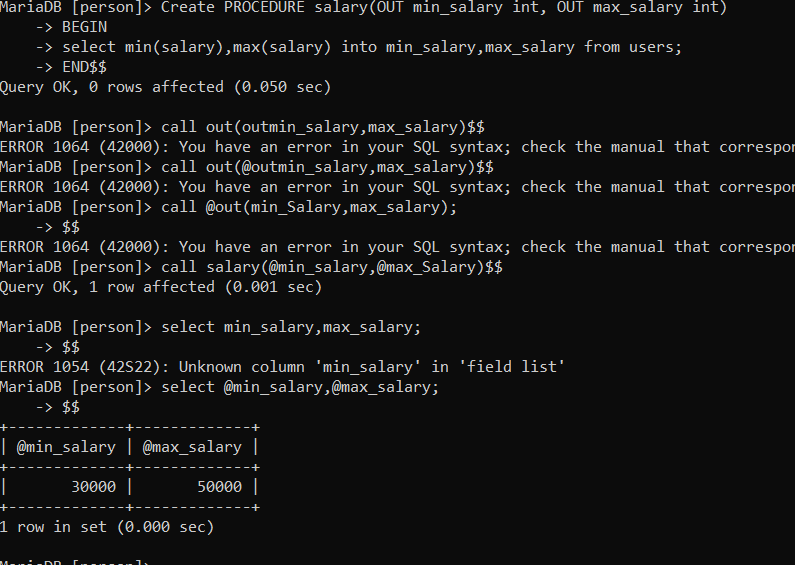 MariaDB [person]> Create PROCEDURE salary(OUT min_salary int, OUT max_salary int)
    -> BEGIN
    -> select min(salary),max(salary) into min_salary,max_salary from users;
    -> END$$
Query OK, 0 rows affected (0.050 sec)

MariaDB [person]> call out(outmin_salary,max_salary)$$
ERROR 1064 (42000): You have an error in your SQL syntax; check the manual that correspon
MariaDB [person]> call out(@outmin_salary,max_salary)$$
ERROR 1064 (42000): You have an error in your SQL syntax; check the manual that correspon
MariaDB [person]> call @out(min_Salary,max_salary);
    -> $$
ERROR 1064 (42000): You have an error in your SQL syntax; check the manual that correspon
MariaDB [person]> call salary(@min_salary,@max_Salary)$$
Query OK, 1 row affected (0.001 sec)

MariaDB [person]> select min_salary,max_salary;
    -> $$
ERROR 1054 (42S22): Unknown column 'min_salary' in 'field list'
MariaDB [person]> select @min_salary,@max_salary;
    -> $$
+-------------+-------------+
| @min_salary | @max_salary |
+-------------+-------------+
|       30000 |       50000 |
+-------------+-------------+
1 row in set (0.000 sec)

MariaDB [person]>